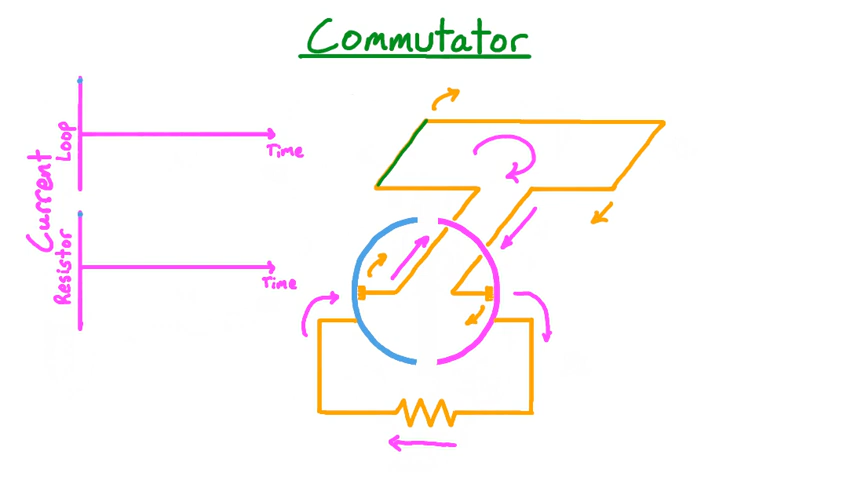 Commutator
Current
Loop
Time
Resistor
Time